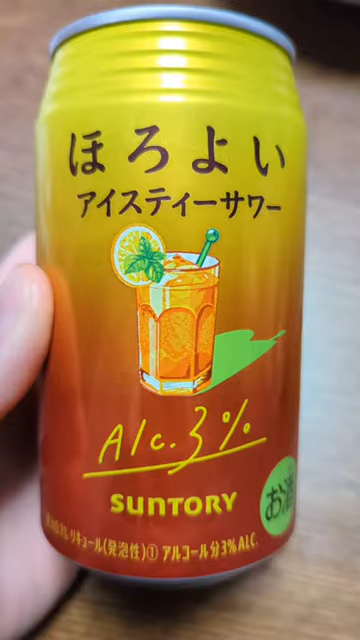 ほろよい
アイスティーサワー
Alc.3%
SUNTORY
お酒
リキュール(発泡性)① アルコール分3% ALC.